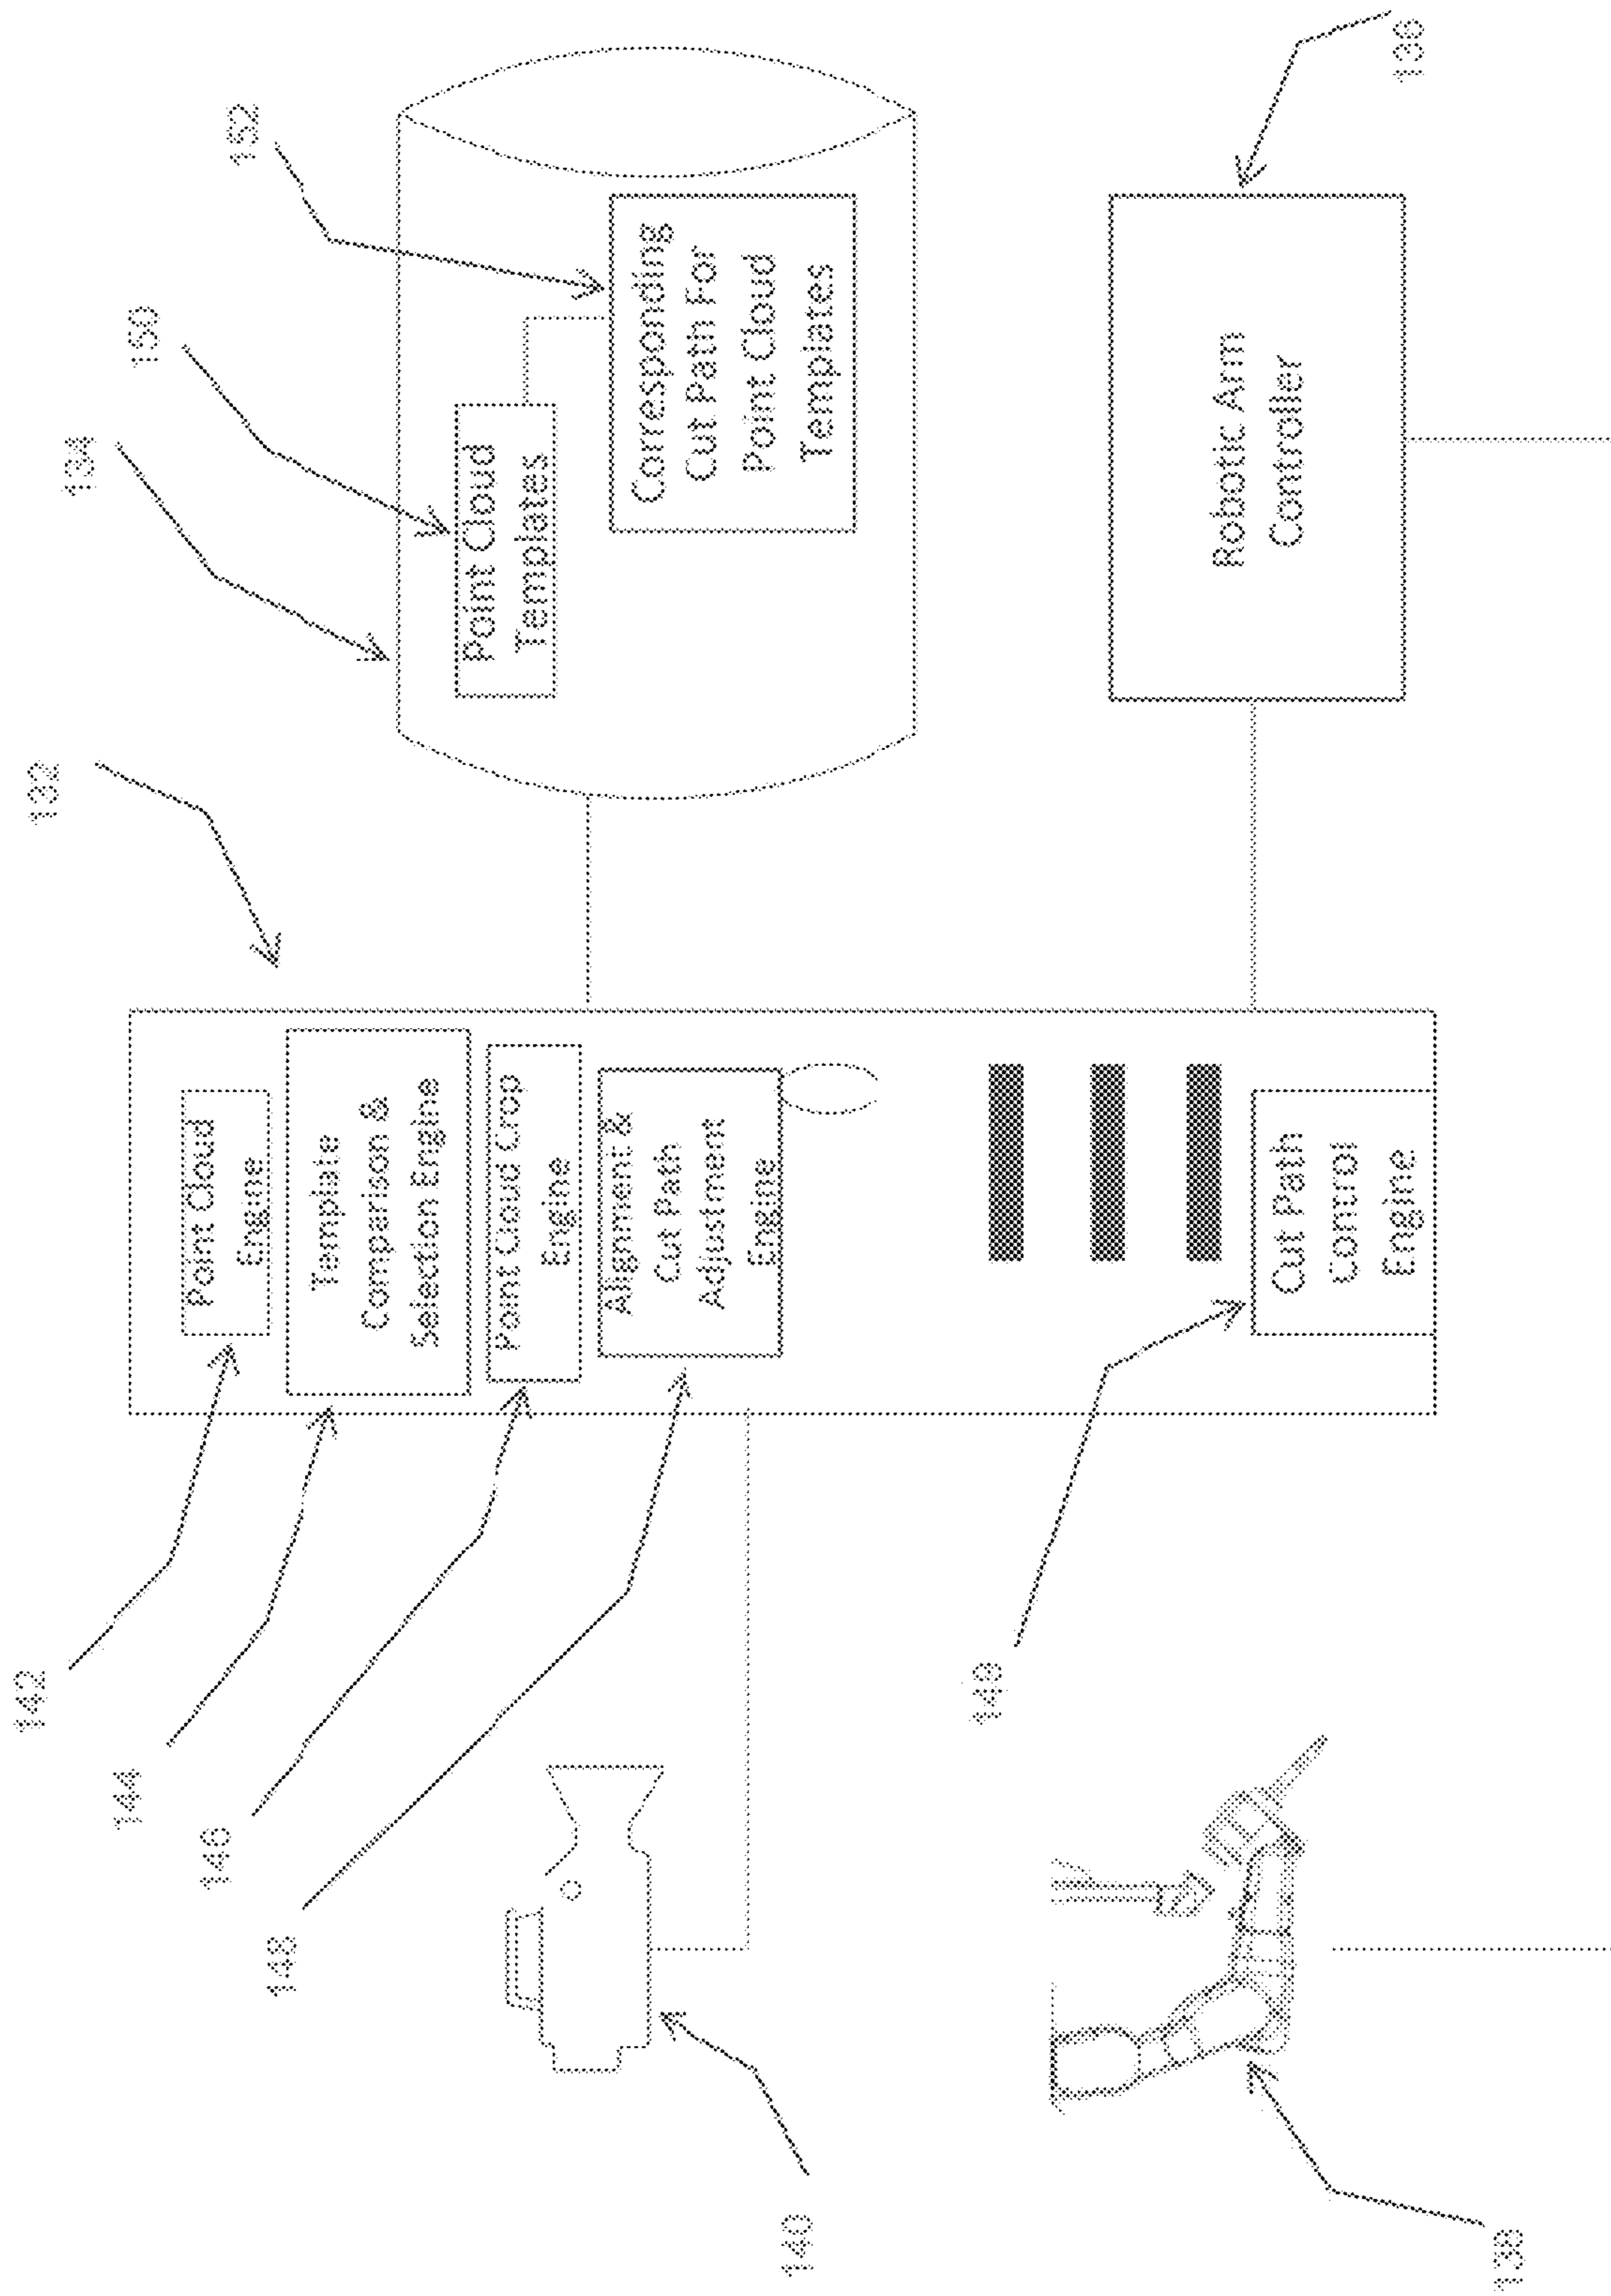 142
144
146
148
140
138
149
132
Point Cloud
Engine
Template
Comparison &
Selection Engine
Point Cloud Crop
Engine
Alignment &
Cut Path
Adjustment
Engine
Cut Path
Control
Engine
134
150
152
Point Cloud
Templates
Corresponding
Cut Path For
Point Cloud
Templates
Robotic Arm
Controller
136